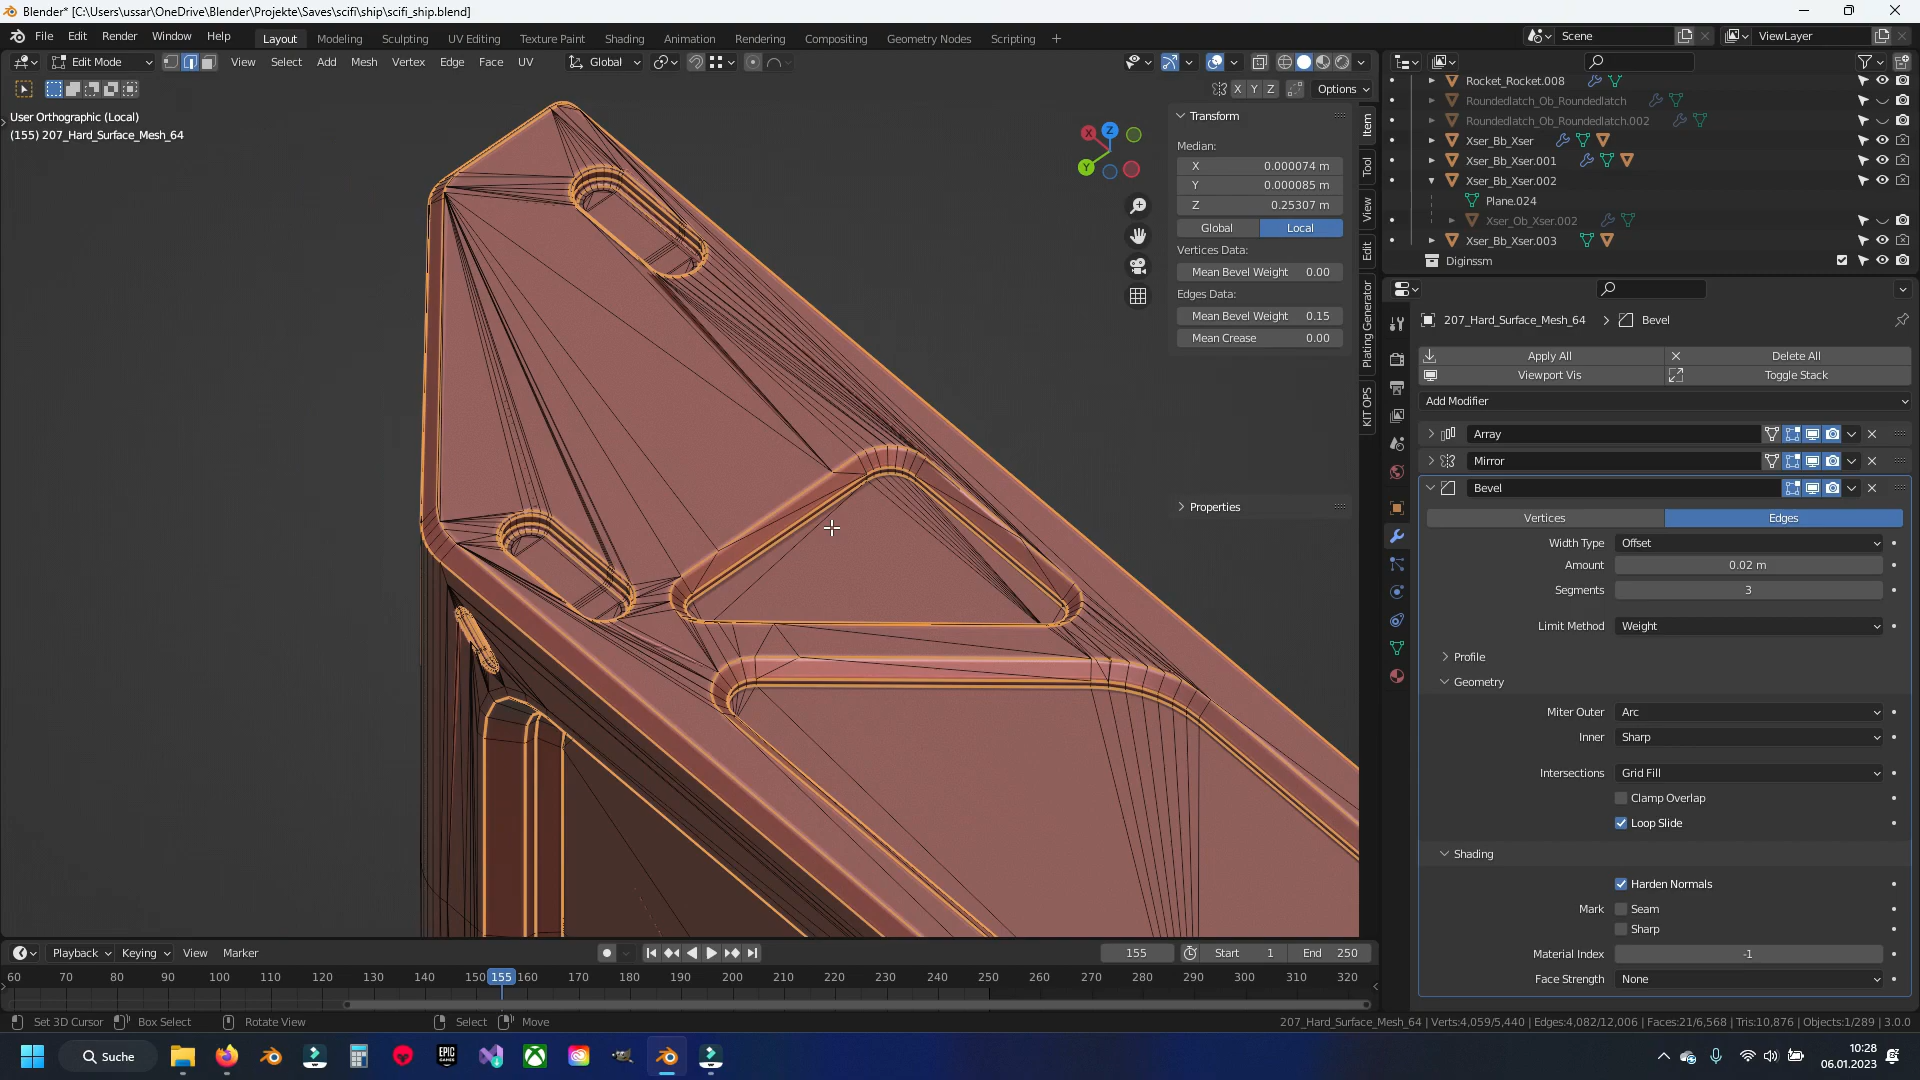 Blender* [C:\Users\ussar\OneDrive\Blender\Projekte\Saves\scifi\ship\scifi_ship.blend]
File Edit Render Window Help Layout Modeling Sculpting UV Editing Texture Paint Shading Animation Rendering Compositing Geometry Nodes Scripting + Scene ViewLayer
Edit Mode View Select Add Mesh Vertex Edge Face UV Global
X Y Z Options
User Orthographic (Local)
(155) 207_Hard_Surface_Mesh_64
Z
X
Y
Transform
Median:
X 0.000074 m
Y 0.000085 m
Z 0.25307 m
Global Local
Vertices Data:
Mean Bevel Weight 0.00
Edges Data:
Mean Bevel Weight 0.15
Mean Crease 0.00
Properties
Item
Tool
View
Edit
Plating Generator
KIT OPS
Rocket_Rocket.008
Roundedlatch_Ob_Roundedlatch
Roundedlatch_Ob_Roundedlatch.002
Xser_Bb_Xser
Xser_Bb_Xser.001
Xser_Bb_Xser.002
Plane.024
Xser_Ob_Xser.002
Xser_Bb_Xser.003
Diginssm
207_Hard_Surface_Mesh_64 > Bevel
Apply All Delete All
Viewport Vis Toggle Stack
Add Modifier
Array
Mirror
Bevel
Vertices Edges
Width Type Offset
Amount 0.02 m
Segments 3
Limit Method Weight
Profile
Geometry
Miter Outer Arc
Inner Sharp
Intersections Grid Fill
Clamp Overlap
Loop Slide
Shading
Harden Normals
Mark Seam
Sharp
Material Index -1
Face Strength None
Playback Keying View Marker 155 Start 1 End 250
60 70 80 90 100 110 120 130 140 150 155 160 170 180 190 200 210 220 230 240 250 260 270 280 290 300 310 320
Set 3D Cursor Box Select Rotate View Select Move 207_Hard_Surface_Mesh_64 | Verts:4,059/5,440 | Edges:4,082/12,006 | Faces:21/6,568 | Tris:10,876 | Objects:1/289 | 3.0.0
Suche EPIC GAMES 10:28
06.01.2023